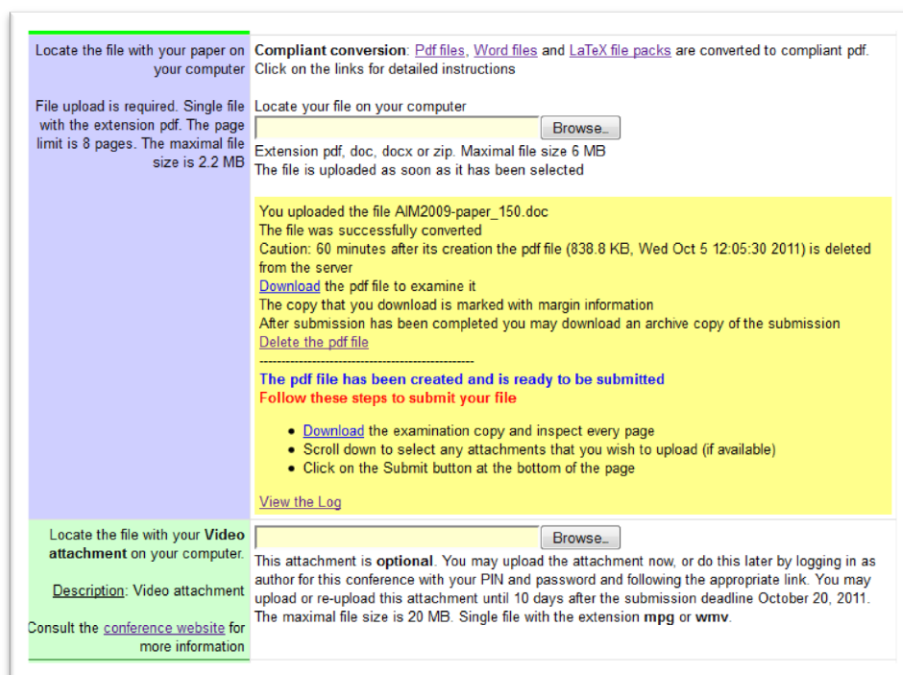 Locate the file with your paper on
your computer
File upload is required. Single file
with the extension pdf. The page
limit is 8 pages. The maximal file
size is 2.2 MB
Compliant conversion: Pdf files, Word files and LaTeX file packs are converted to compliant pdf.
Click on the links for detailed instructions
Locate your file on your computer
Browse...
Extension pdf, doc, docx or zip. Maximal file size 6 MB
The file is uploaded as soon as it has been selected
You uploaded the file AIM2009-paper_150.doc
The file was successfully converted
Caution: 60 minutes after its creation the pdf file (838.8 KB, Wed Oct 5 12:05:30 2011) is deleted
from the server
Download the pdf file to examine it
The copy that you download is marked with margin information
After submission has been completed you may download an archive copy of the submission
Delete the pdf file
------------------------------------------------
The pdf file has been created and is ready to be submitted
Follow these steps to submit your file
• Download the examination copy and inspect every page
• Scroll down to select any attachments that you wish to upload (if available)
• Click on the Submit button at the bottom of the page
View the Log
Locate the file with your Video
attachment on your computer.
Description: Video attachment
Consult the conference website for
more information
Browse...
This attachment is optional. You may upload the attachment now, or do this later by logging in as
author for this conference with your PIN and password and following the appropriate link. You may
upload or re-upload this attachment until 10 days after the submission deadline October 20, 2011.
The maximal file size is 20 MB. Single file with the extension mpg or wmv.